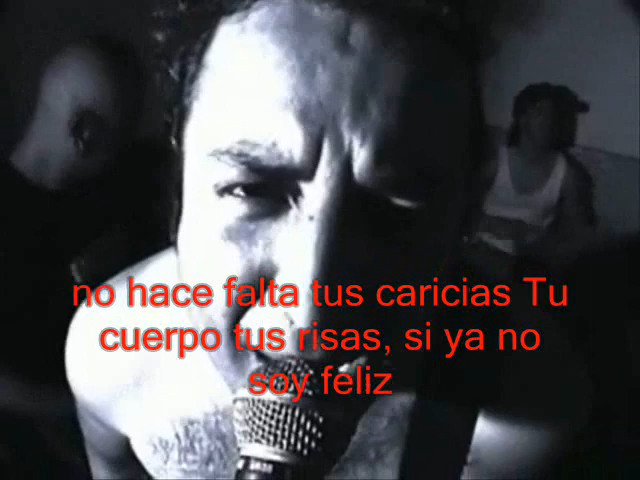 no hace falta tus caricias Tu
cuerpo tus risas, si ya no
soy feliz